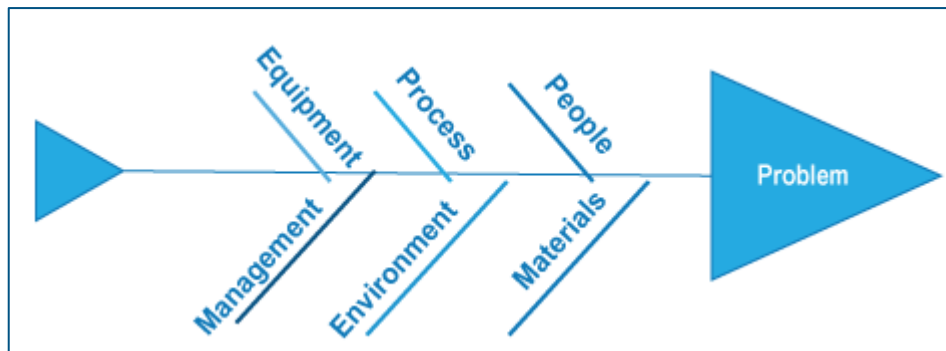 Equipment
Process
People
Problem
Management
Environment
Materials